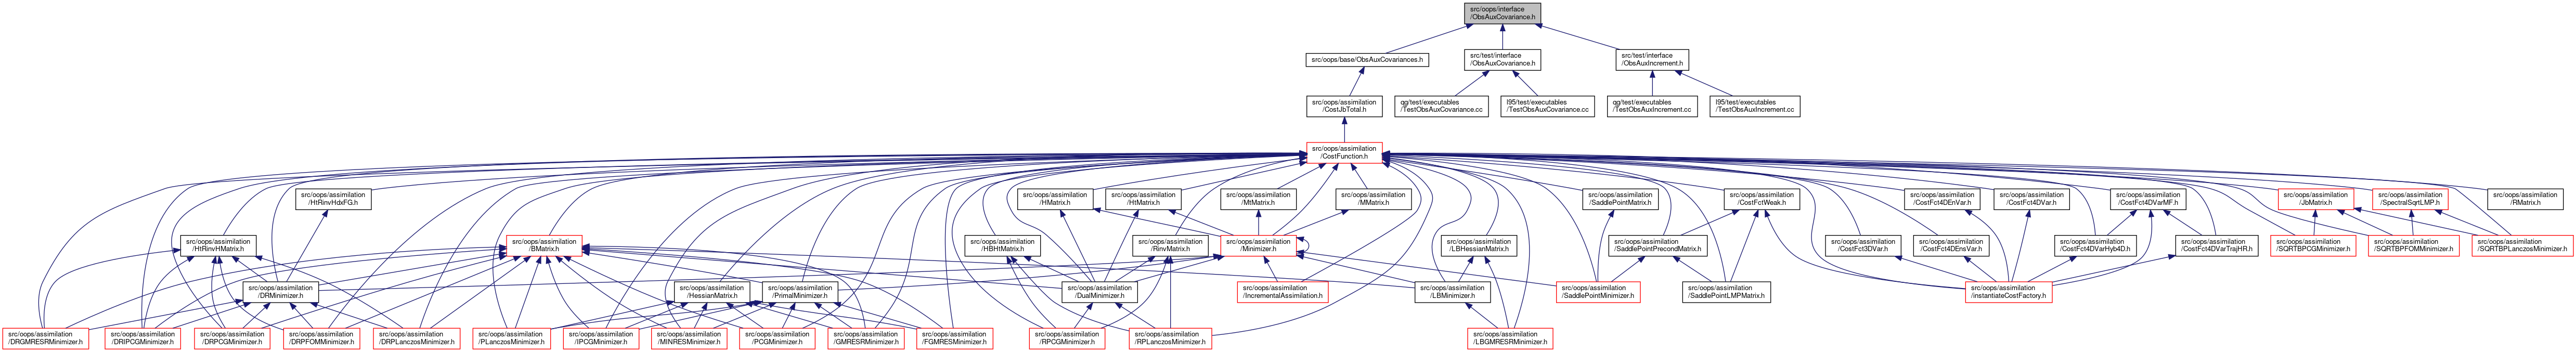 src/oops/interface
/ObsAuxCovariance.h
src/oops/base/ObsAuxCovariances.h
src/test/interface
/ObsAuxCovariance.h
src/test/interface
/ObsAuxIncrement.h
src/oops/assimilation
/CostJbTotal.h
qg/test/executables
/TestObsAuxCovariance.cc
l95/test/executables
/TestObsAuxCovariance.cc
qg/test/executables
/TestObsAuxIncrement.cc
l95/test/executables
/TestObsAuxIncrement.cc
src/oops/assimilation
/CostFunction.h
src/oops/assimilation
/HtRinvHdxFG.h
src/oops/assimilation
/HMatrix.h
src/oops/assimilation
/HtMatrix.h
src/oops/assimilation
/MtMatrix.h
src/oops/assimilation
/MMatrix.h
src/oops/assimilation
/SaddlePointMatrix.h
src/oops/assimilation
/CostFctWeak.h
src/oops/assimilation
/CostFct4DEnVar.h
src/oops/assimilation
/CostFct4DVar.h
src/oops/assimilation
/CostFct4DVarMF.h
src/oops/assimilation
/JbMatrix.h
src/oops/assimilation
/SpectralSqrtLMP.h
src/oops/assimilation
/RMatrix.h
src/oops/assimilation
/HtRinvHMatrix.h
src/oops/assimilation
/BMatrix.h
src/oops/assimilation
/HBHtMatrix.h
src/oops/assimilation
/RinvMatrix.h
src/oops/assimilation
/Minimizer.h
src/oops/assimilation
/LBHessianMatrix.h
src/oops/assimilation
/SaddlePointPrecondMatrix.h
src/oops/assimilation
/CostFct3DVar.h
src/oops/assimilation
/CostFct4DEnsVar.h
src/oops/assimilation
/CostFct4DVarHyb4D.h
src/oops/assimilation
/CostFct4DVarTrajHR.h
src/oops/assimilation
/SQRTBPCGMinimizer.h
src/oops/assimilation
/SQRTBPFOMMinimizer.h
src/oops/assimilation
/SQRTBPLanczosMinimizer.h
src/oops/assimilation
/DRMinimizer.h
src/oops/assimilation
/HessianMatrix.h
src/oops/assimilation
/PrimalMinimizer.h
src/oops/assimilation
/DualMinimizer.h
src/oops/assimilation
/IncrementalAssimilation.h
src/oops/assimilation
/LBMinimizer.h
src/oops/assimilation
/SaddlePointMinimizer.h
src/oops/assimilation
/SaddlePointLMPMatrix.h
src/oops/assimilation
/instantiateCostFactory.h
src/oops/assimilation
/DRGMRESRMinimizer.h
src/oops/assimilation
/DRIPCGMinimizer.h
src/oops/assimilation
/DRPCGMinimizer.h
src/oops/assimilation
/DRPFOMMinimizer.h
src/oops/assimilation
/DRPLanczosMinimizer.h
src/oops/assimilation
/PLanczosMinimizer.h
src/oops/assimilation
/IPCGMinimizer.h
src/oops/assimilation
/MINRESMinimizer.h
src/oops/assimilation
/PCGMinimizer.h
src/oops/assimilation
/GMRESRMinimizer.h
src/oops/assimilation
/FGMRESMinimizer.h
src/oops/assimilation
/RPCGMinimizer.h
src/oops/assimilation
/RPLanczosMinimizer.h
src/oops/assimilation
/LBGMRESRMinimizer.h